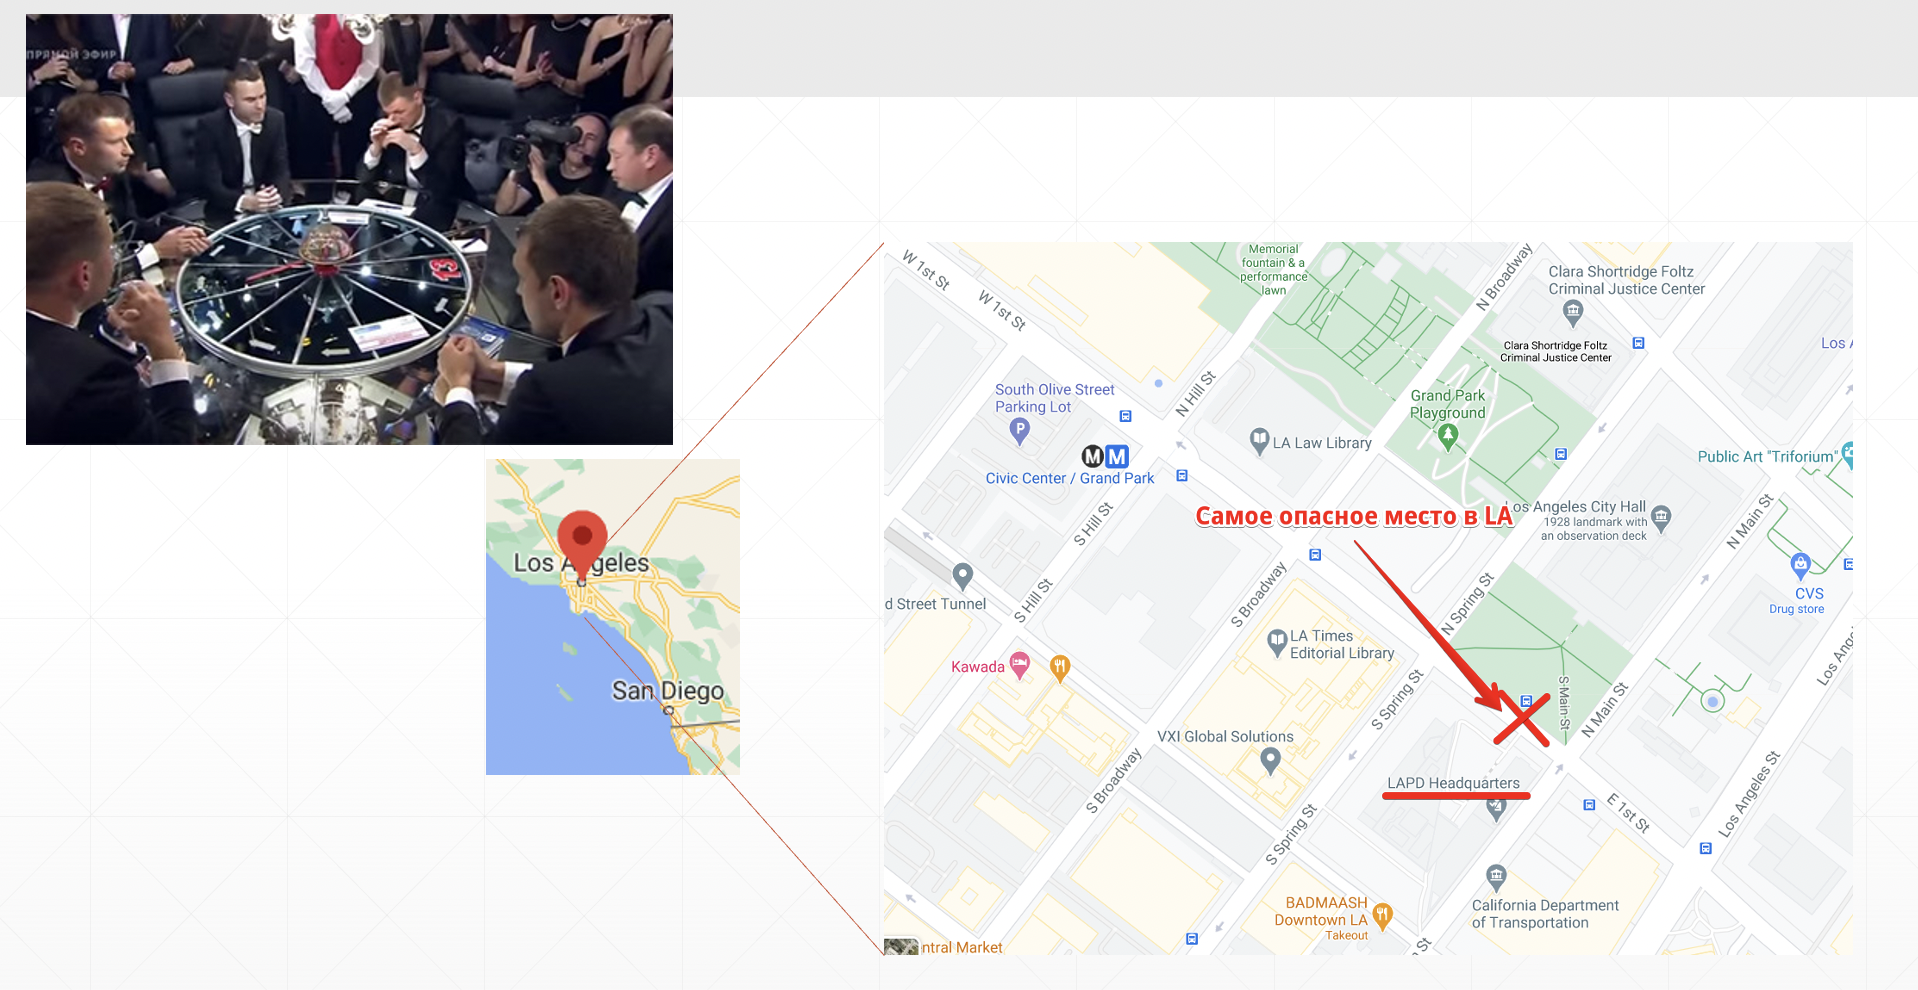 ПРЯМОЙ ЭФИР
13
Los Angeles
San Diego
W 1st St
W 1st St
Memorial
fountain & a
performance
lawn
N Broadway
Clara Shortridge Foltz
Criminal Justice Center
Clara Shortridge Foltz
Criminal Justice Center
Los A
South Olive Street
Parking Lot
P
N Hill St
Grand Park
Playground
LA Law Library
M M
Civic Center / Grand Park
Public Art "Triforium"
Самое опасное место в LA
os Angeles City Hall
1928 landmark with
an observation deck
S Hill St
N Main St
d Street Tunnel
S Hill St
S Broadway
N Spring St
CVS
Drug store
LA Times
Editorial Library
Kawada
Los Ang
S Spring St
S Main St
N Main St
VXI Global Solutions
S Broadway
LAPD Headquarters
E 1st St
Los Angeles St
S Spring St
BADMAASH
Downtown LA
Takeout
California Department
of Transportation
ntral Market
St